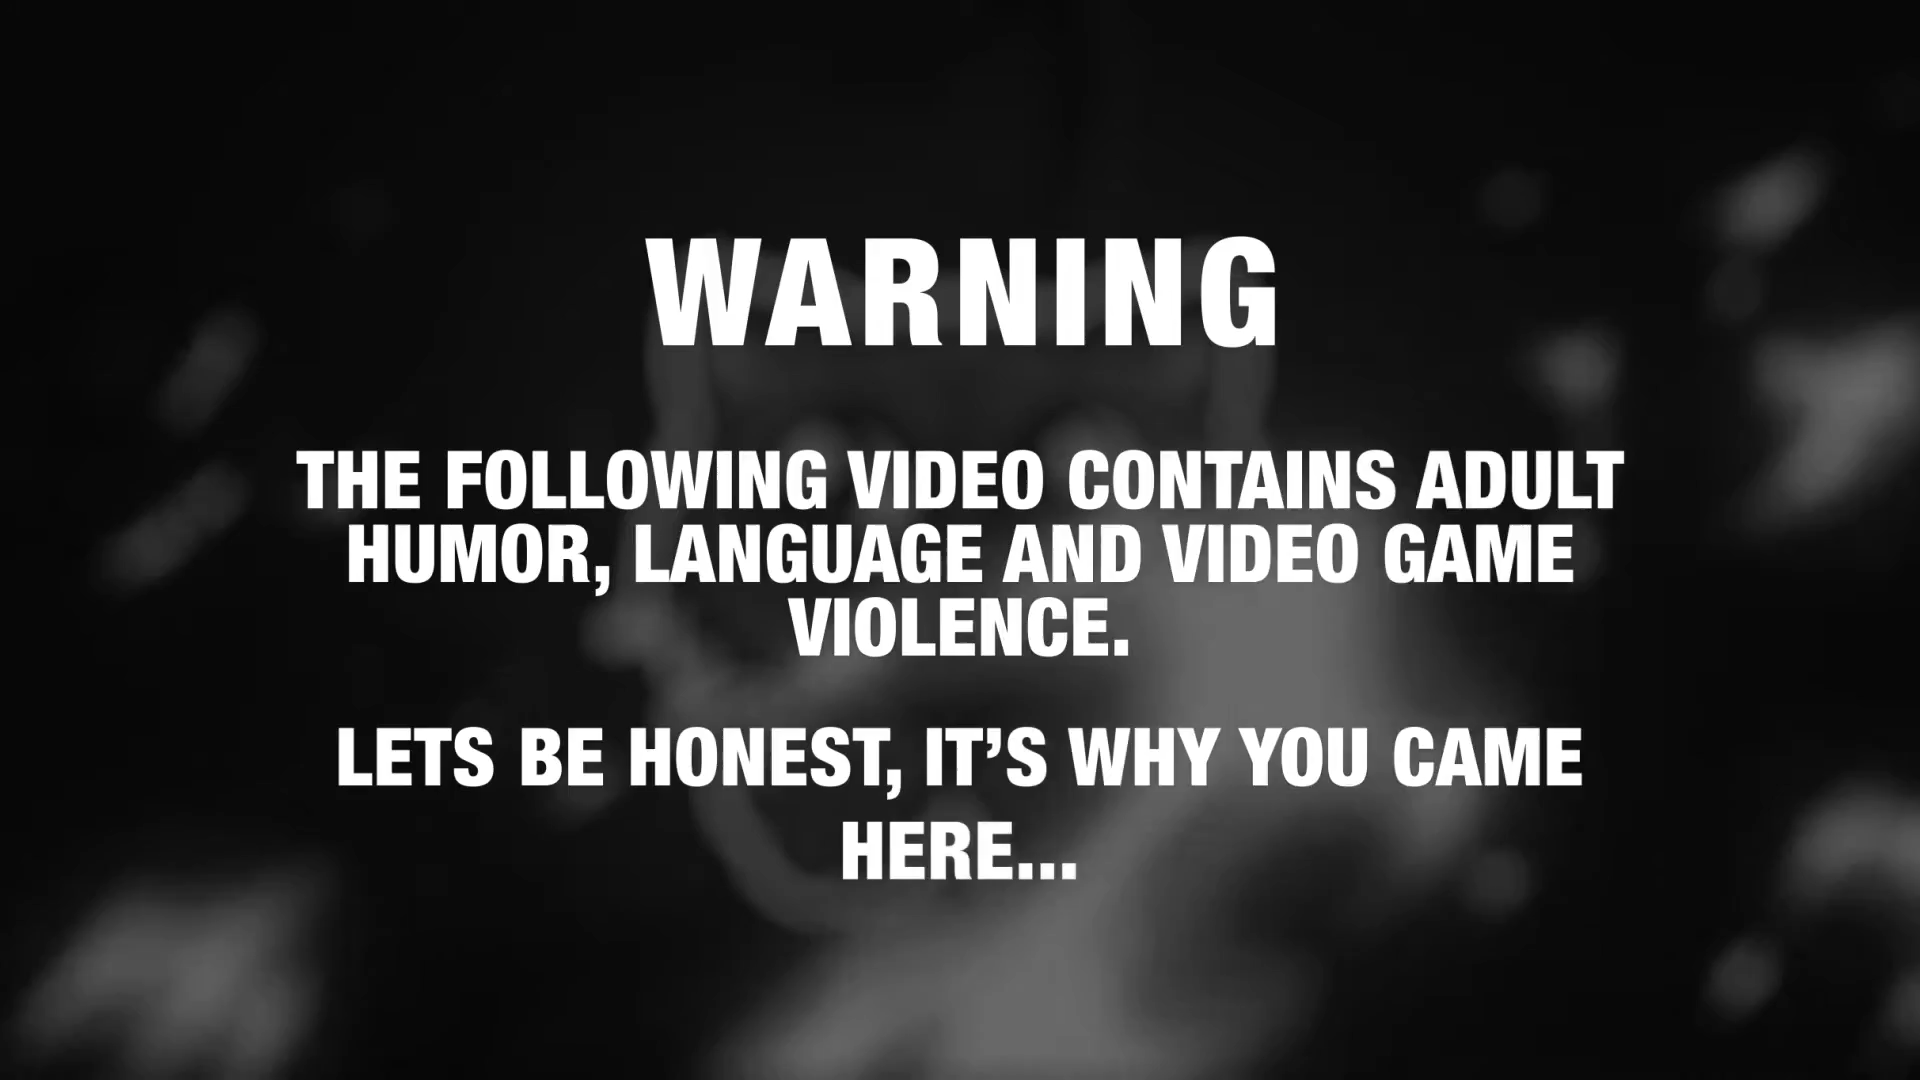 WARNING
THE FOLLOWING VIDEO CONTAINS ADULT
HUMOR, LANGUAGE AND VIDEO GAME
VIOLENCE.
LETS BE HONEST, IT’S WHY YOU CAME
HERE...